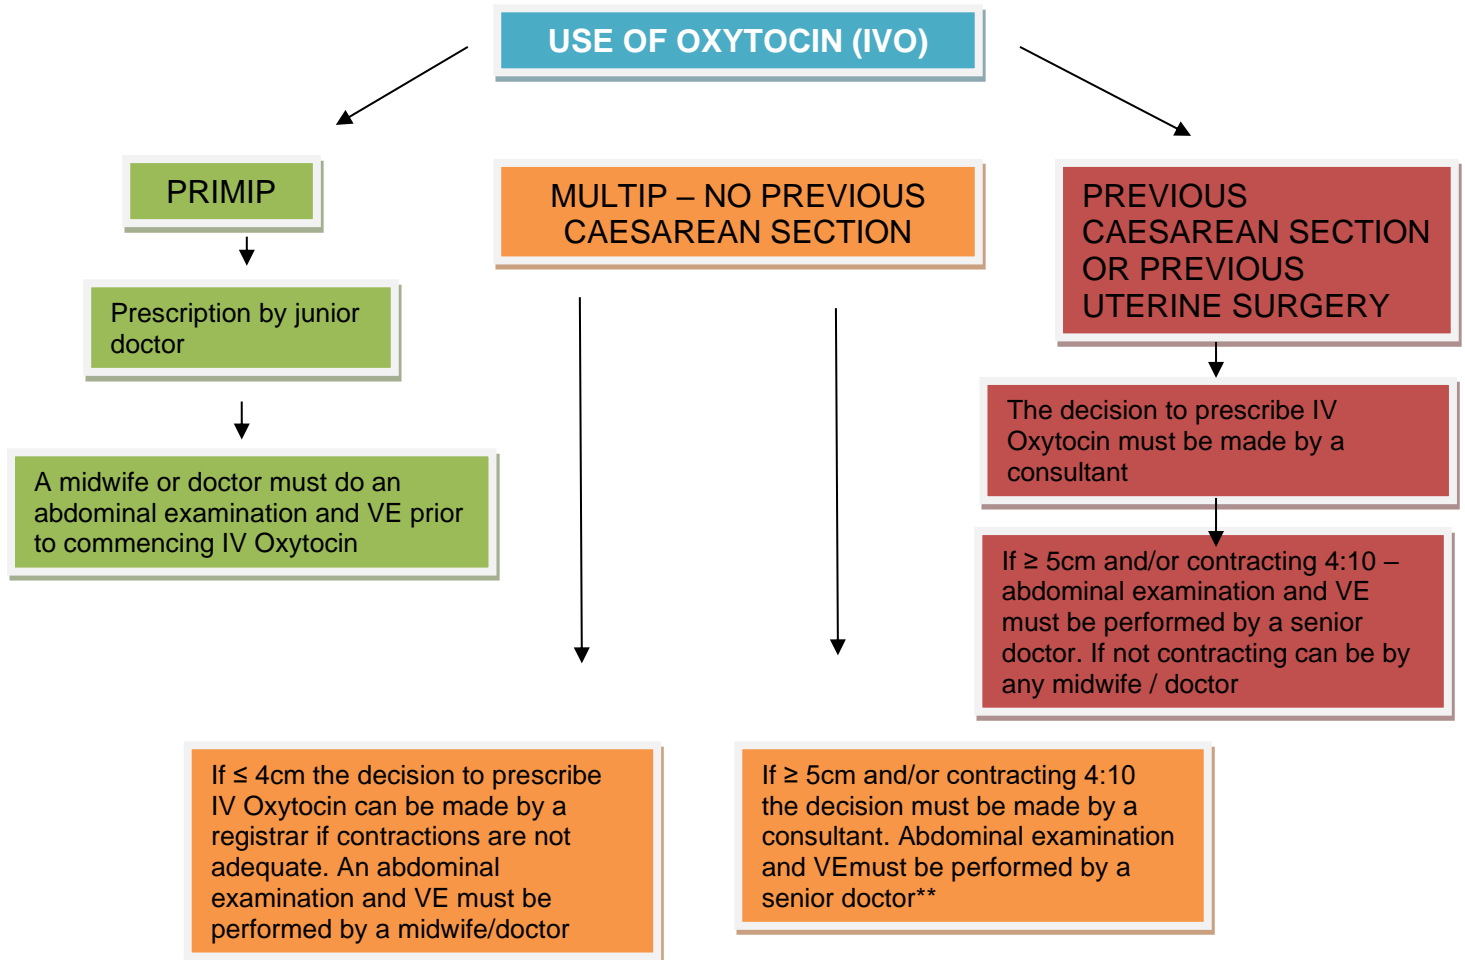 USE OF OXYTOCIN (IVO)
PRIMIP
Prescription by junior
doctor
A midwife or doctor must do an
abdominal examination and VE prior
to commencing IV Oxytocin
MULTIP – NO PREVIOUS
CAESAREAN SECTION
If ≤ 4cm the decision to prescribe
IV Oxytocin can be made by a
registrar if contractions are not
adequate. An abdominal
examination and VE must be
performed by a midwife/doctor
If ≥ 5cm and/or contracting 4:10
the decision must be made by a
consultant. Abdominal examination
and VEmust be performed by a
senior doctor**
PREVIOUS
CAESAREAN SECTION
OR PREVIOUS
UTERINE SURGERY
The decision to prescribe IV
Oxytocin must be made by a
consultant
If ≥ 5cm and/or contracting 4:10 –
abdominal examination and VE
must be performed by a senior
doctor. If not contracting can be by
any midwife / doctor